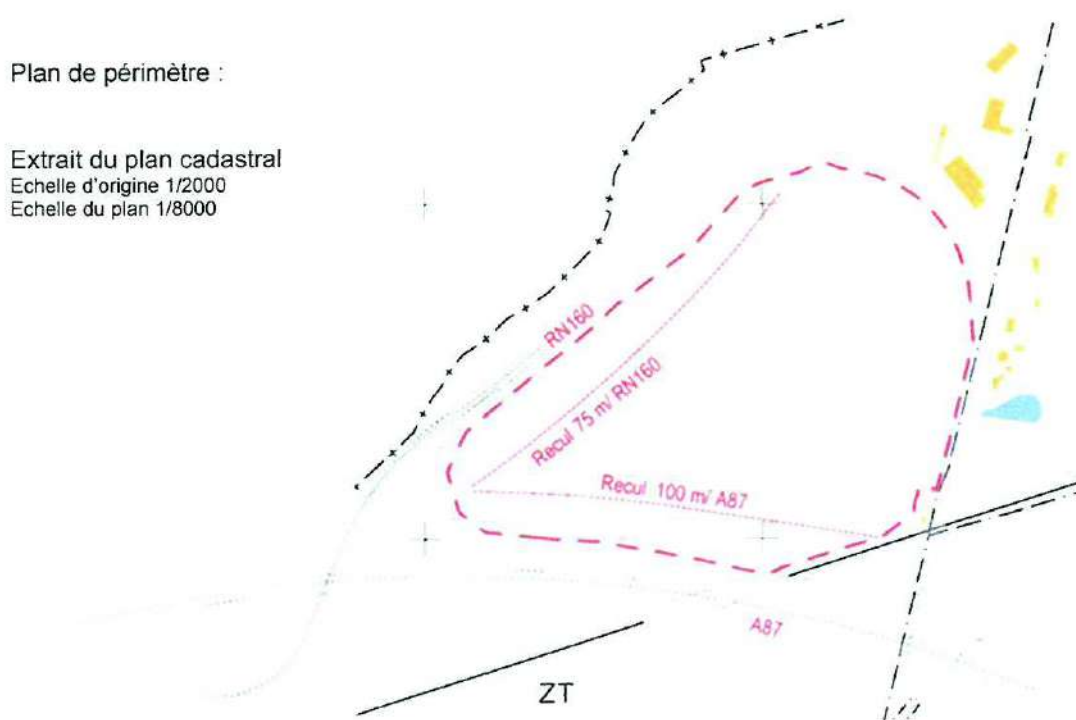 Plan de périmètre :
Extrait du plan cadastral
Echelle d'origine 1/2000
Echelle du plan 1/8000
RN160
Recul 75 m/ RN160
Recul 100 m/ A87
A87
ZT